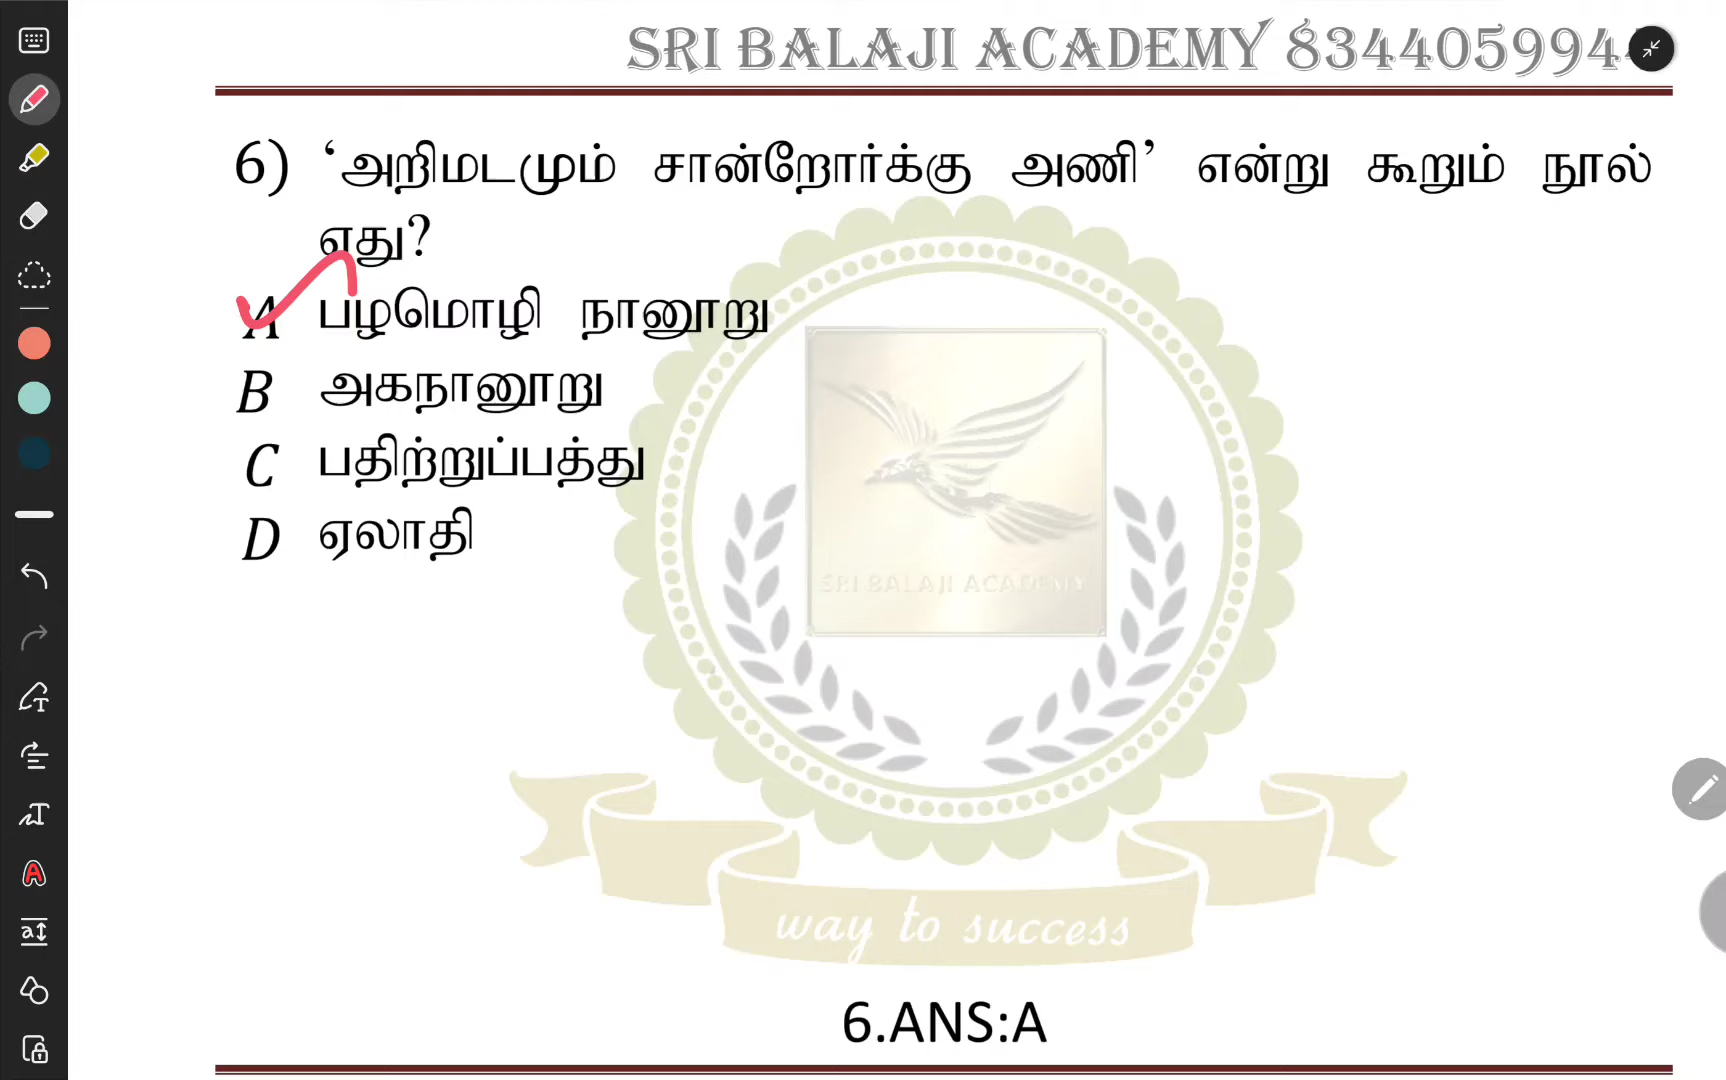 SRI BALAJI ACADEMY 834405994
6) ‘அறிமடமும் சான்றோர்க்கு அணி’ என்று கூறும் நூல்
ஏது?
A பழமொழி நானூறு
B அகநானூறு
C பதிற்றுப்பத்து
D ஏலாதி
SRI BALAJI ACADEMY
way to success
6.ANS:A